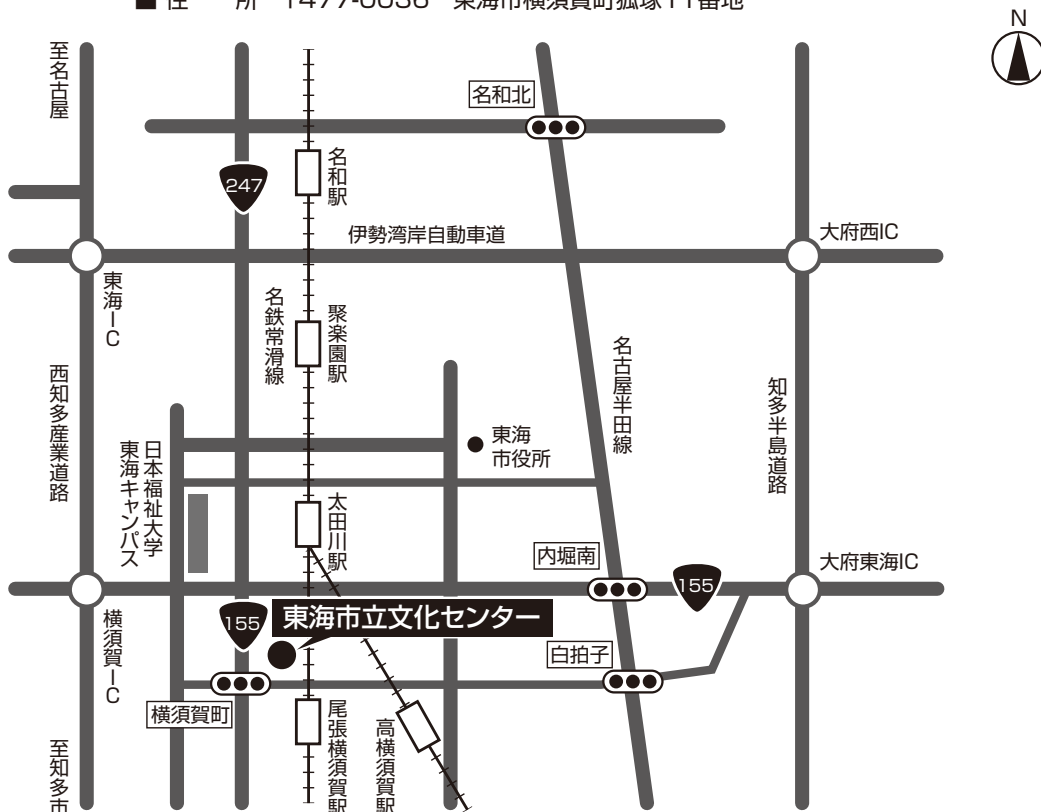 ■ 住　所　〒477-0036　東海市横須賀町狐塚11番地
N
至名古屋
名和北
名和駅
247
伊勢湾岸自動車道
大府西IC
東海IC
名鉄常滑線
聚楽園駅
名古屋半田線
西知多産業道路
知多半島道路
日本福祉大学
東海キャンパス
東海
市役所
太田川駅
内堀南
155
大府東海IC
横須賀IC
155
東海市立文化センター
白拍子
横須賀町
尾張横須賀駅
高横須賀駅
至知多市